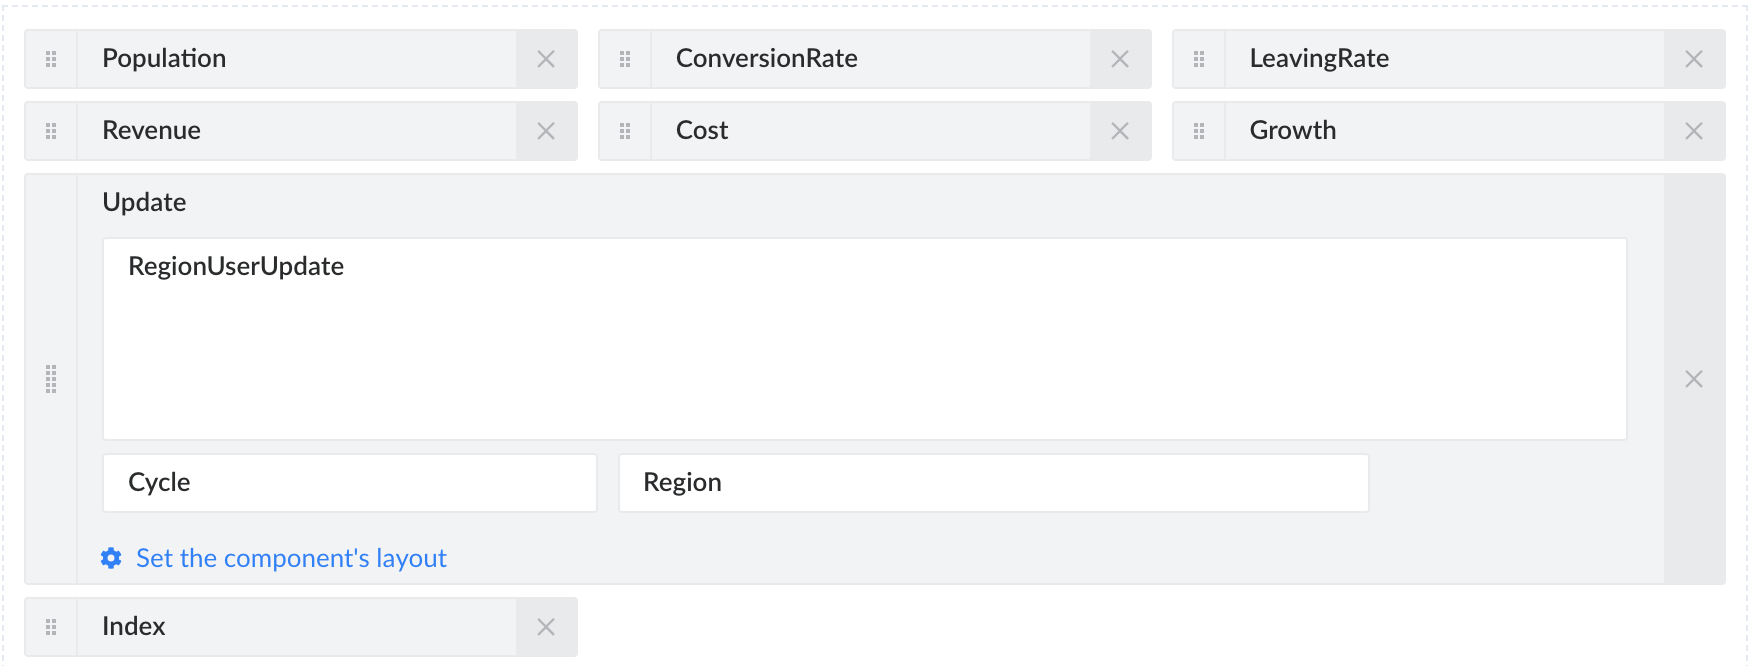 Population
ConversionRate
LeavingRate
Revenue
Cost
Growth
Update
RegionUserUpdate
Cycle
Region
Set the component's layout
Index